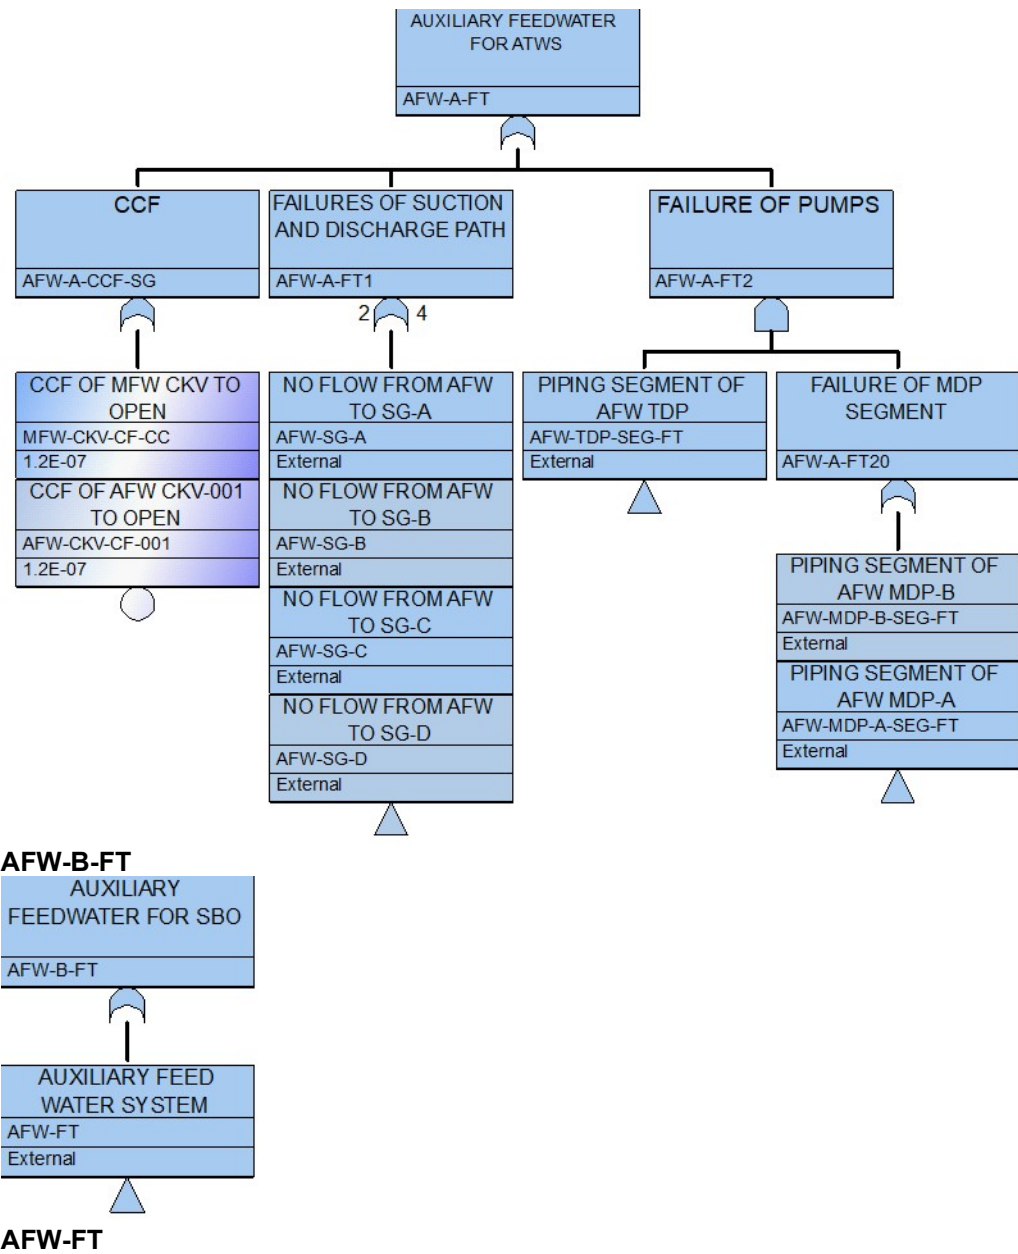 AUXILIARY FEEDWATER
FOR ATWS
AFW-A-FT
CCF
AFW-A-CCF-SG
FAILURES OF SUCTION
AND DISCHARGE PATH
AFW-A-FT1
2 4
FAILURE OF PUMPS
AFW-A-FT2
CCF OF MFW CKV TO
OPEN
MFW-CKV-CF-CC
1.2E-07
CCF OF AFW CKV-001
TO OPEN
AFW-CKV-CF-001
1.2E-07
NO FLOW FROM AFW
TO SG-A
AFW-SG-A
External
NO FLOW FROM AFW
TO SG-B
AFW-SG-B
External
NO FLOW FROM AFW
TO SG-C
AFW-SG-C
External
NO FLOW FROM AFW
TO SG-D
AFW-SG-D
External
PIPING SEGMENT OF
AFW TDP
AFW-TDP-SEG-FT
External
FAILURE OF MDP
SEGMENT
AFW-A-FT20
PIPING SEGMENT OF
AFW MDP-B
AFW-MDP-B-SEG-FT
External
PIPING SEGMENT OF
AFW MDP-A
AFW-MDP-A-SEG-FT
External
AFW-B-FT
AUXILIARY
FEEDWATER FOR SBO
AFW-B-FT
AUXILIARY FEED
WATER SYSTEM
AFW-FT
External
AFW-FT